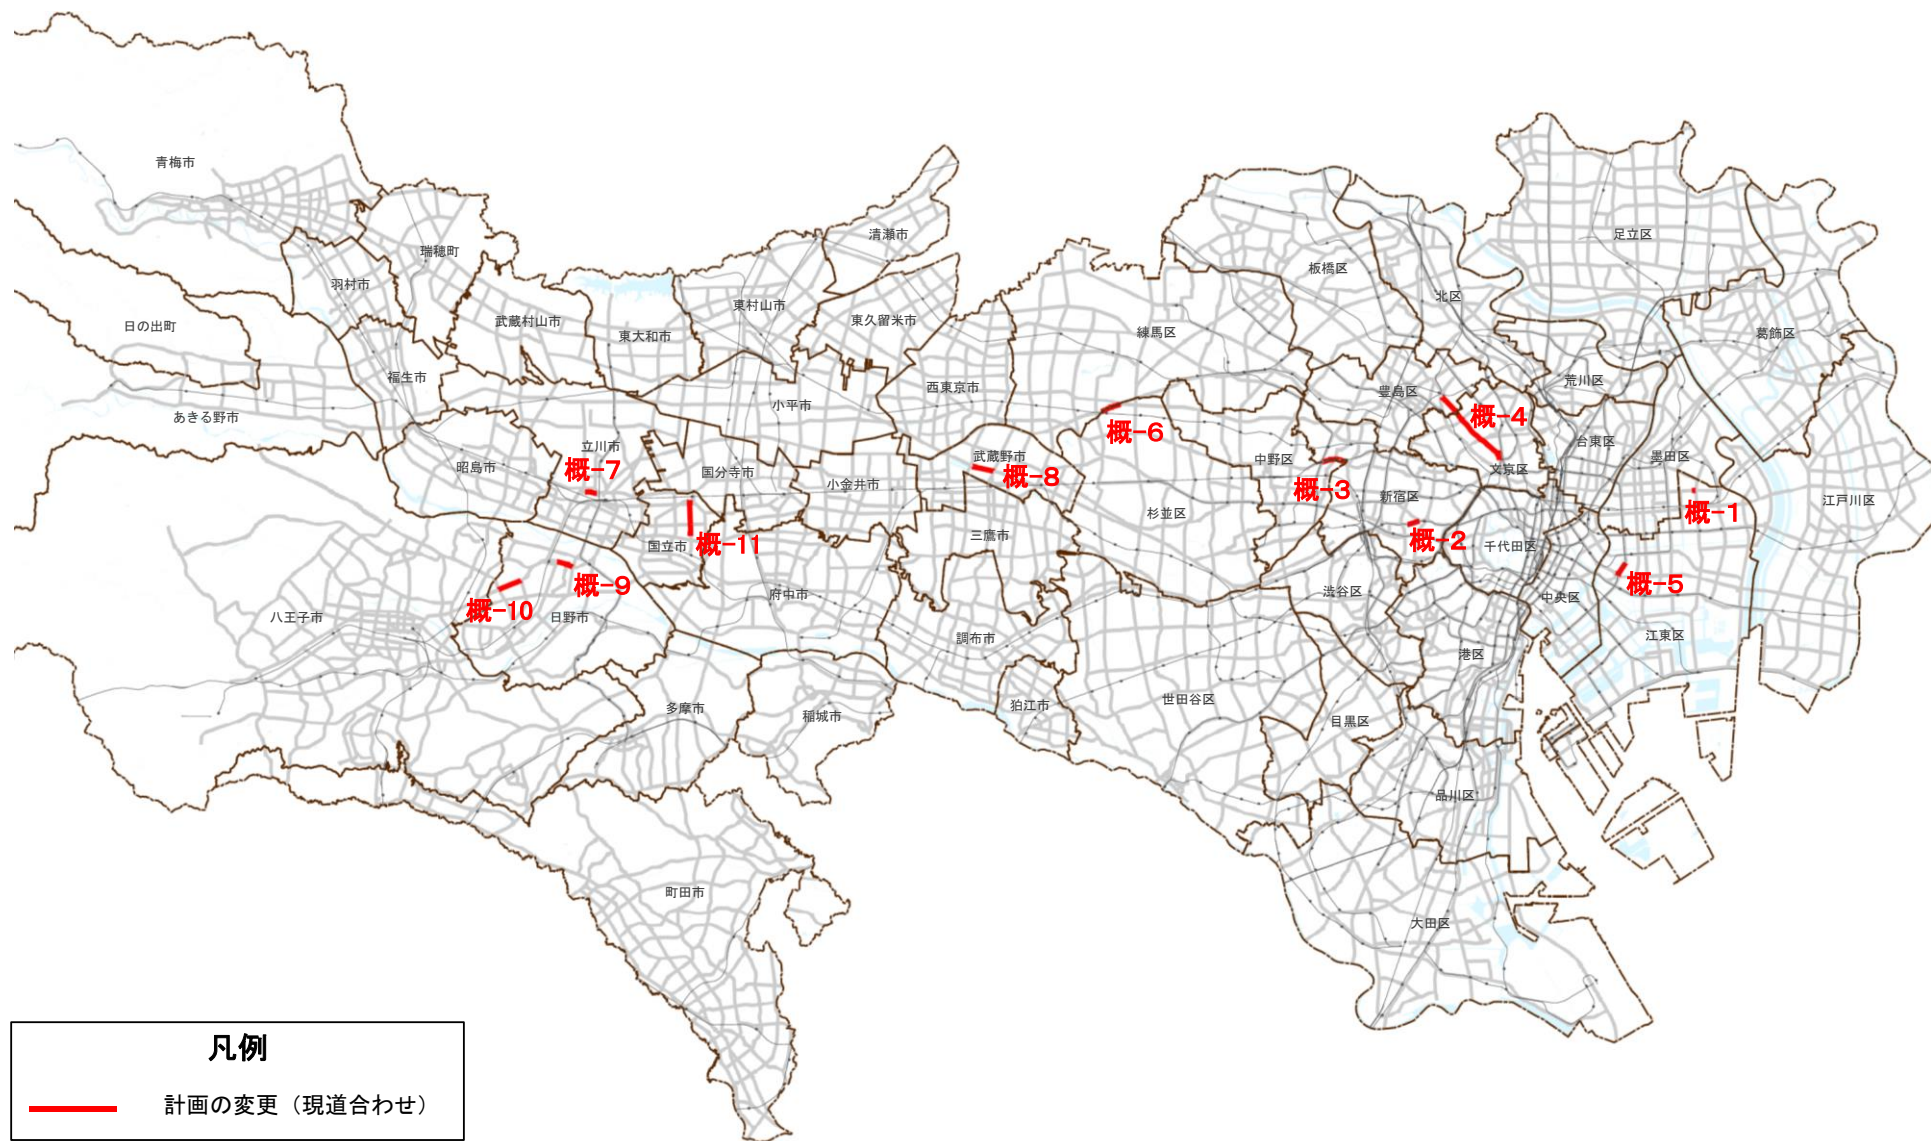 青梅市
瑞穂町
羽村市
日の出町
武蔵村山市
東大和市
東村山市
清瀬市
東久留米市
福生市
あきる野市
小平市
西東京市
練馬区
板橋区
北区
足立区
葛飾区
荒川区
豊島区
概-4
概-6
台東区
墨田区
文京区
中野区
武蔵野市
概-8
立川市
概-7
昭島市
国分寺市
小金井市
杉並区
概-3
新宿区
概-2
千代田区
概-1
江戸川区
国立市
概-11
三鷹市
概-9
概-10
日野市
八王子市
府中市
渋谷区
中央区
概-5
江東区
調布市
港区
狛江市
世田谷区
目黒区
多摩市
稲城市
品川区
町田市
大田区
凡例
計画の変更（現道合わせ）